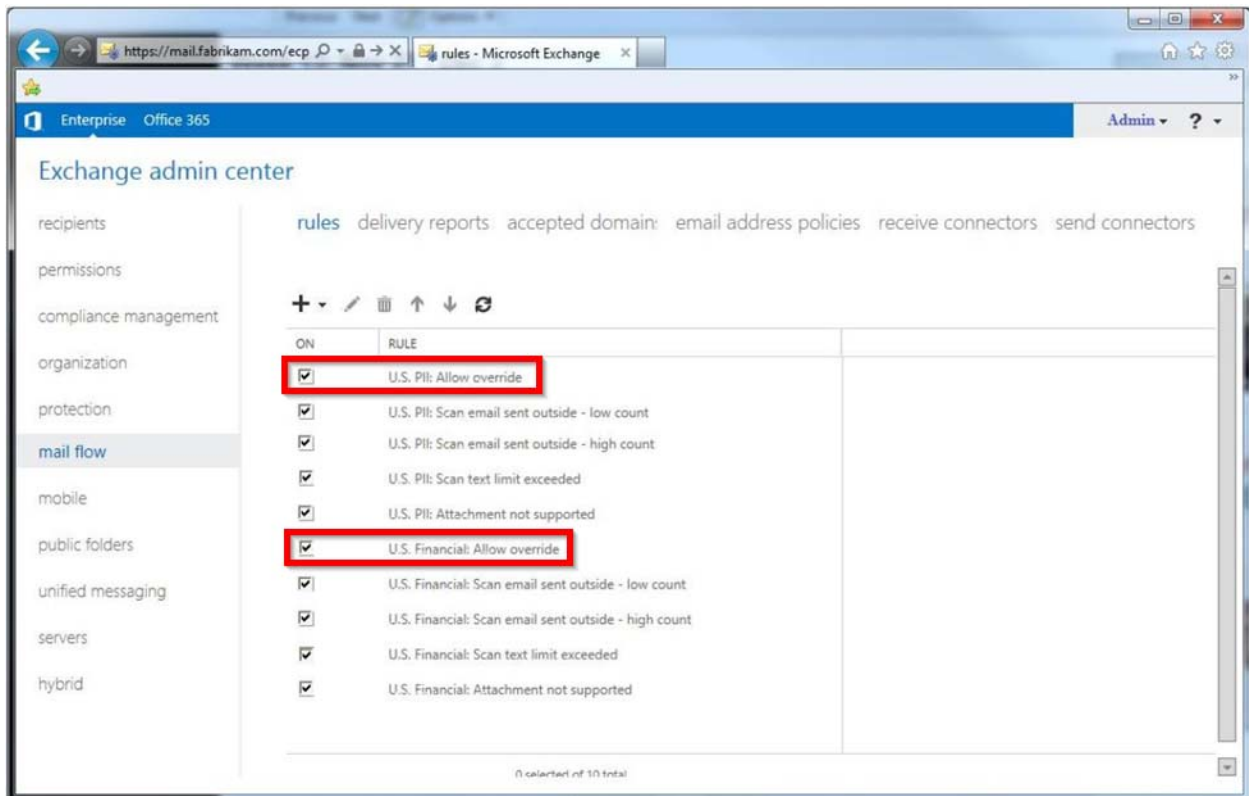 https://mail.fabrikam.com/ecp
rules - Microsoft Exchange
Enterprise Office 365
Admin ?
Exchange admin center
recipients
permissions
compliance management
organization
protection
mail flow
mobile
public folders
unified messaging
servers
hybrid
rules delivery reports accepted domain: email address policies receive connectors send connectors
ON RULE
U.S. PII: Allow override
U.S. PII: Scan email sent outside - low count
U.S. PII: Scan email sent outside - high count
U.S. PII: Scan text limit exceeded
U.S. PII: Attachment not supported
U.S. Financial: Allow override
U.S. Financial: Scan email sent outside - low count
U.S. Financial: Scan email sent outside - high count
U.S. Financial: Scan text limit exceeded
U.S. Financial: Attachment not supported
0 selected of 10 total